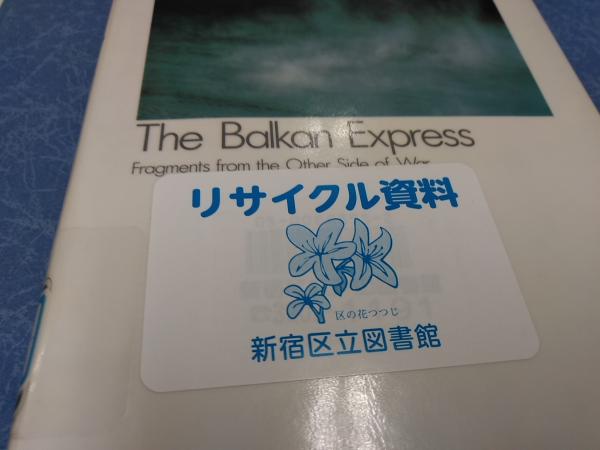 The Balkan Express
Fragments from the Other Side of War
リサイクル資料
区の花つつじ
新宿区立図書館